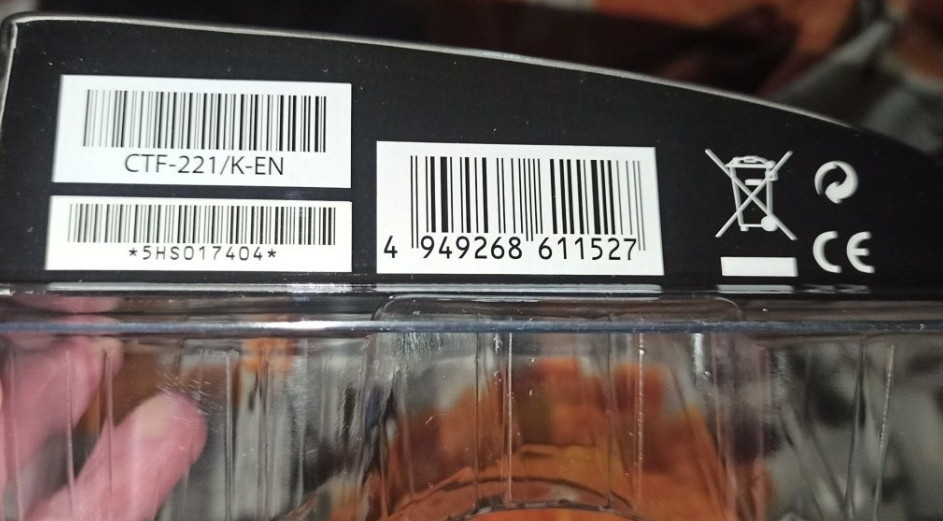 CTF-221/K-EN
*5HS017404*
4 949268 611527
CE